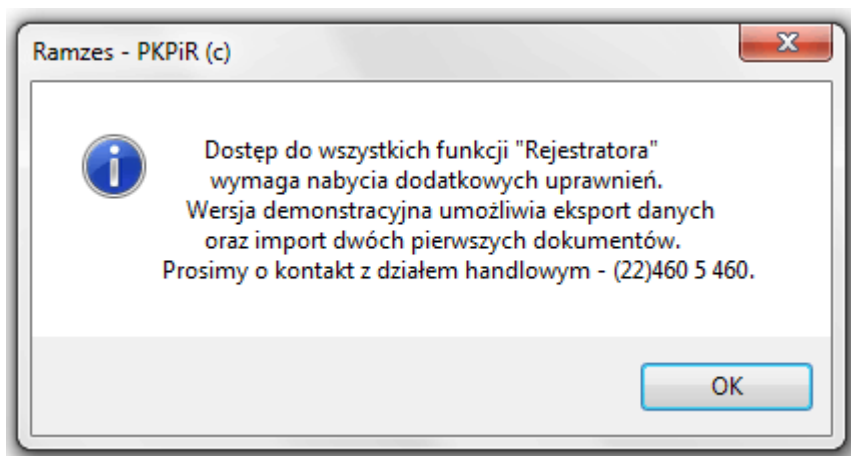 Ramzes - PKPiR (c)
Dostęp do wszystkich funkcji "Rejestratora"
wymaga nabycia dodatkowych uprawnień.
Wersja demonstracyjna umożliwia eksport danych
oraz import dwóch pierwszych dokumentów.
Prosimy o kontakt z działem handlowym - (22)460 5 460.
OK